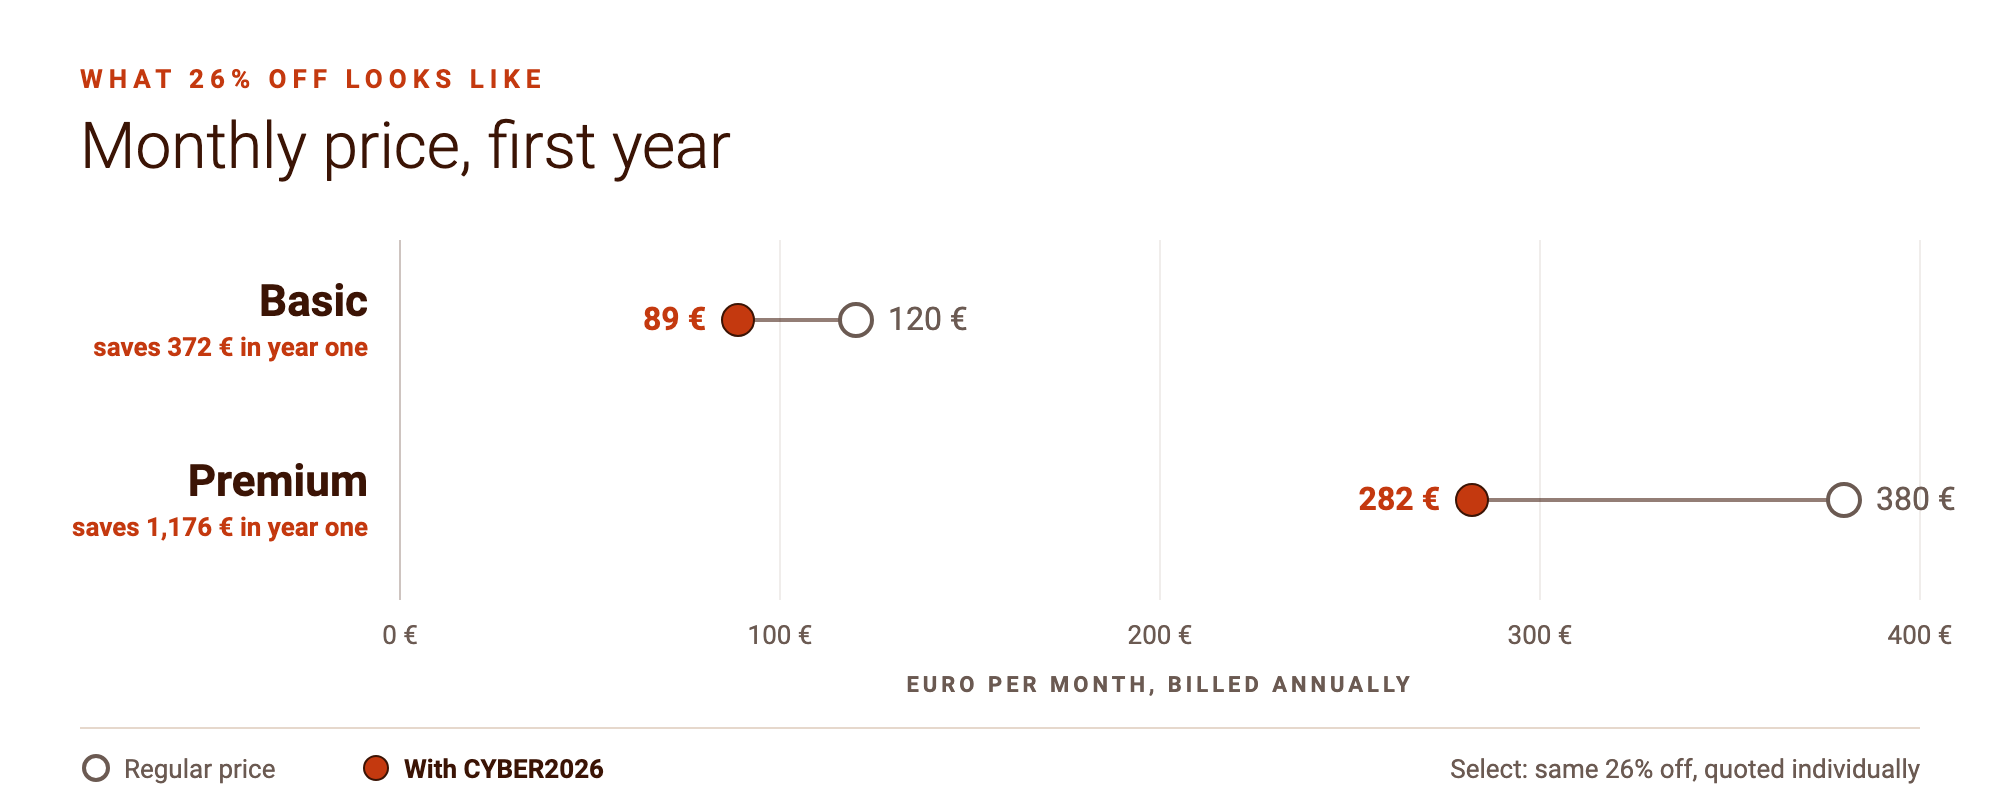 WHAT 26% OFF LOOKS LIKE
Monthly price, first year
Basic
saves 372 € in year one
89 €
120 €
Premium
saves 1,176 € in year one
282 €
380 €
0 €
100 €
200 €
300 €
400 €
EURO PER MONTH, BILLED ANNUALLY
Regular price
With CYBER2026
Select: same 26% off, quoted individually